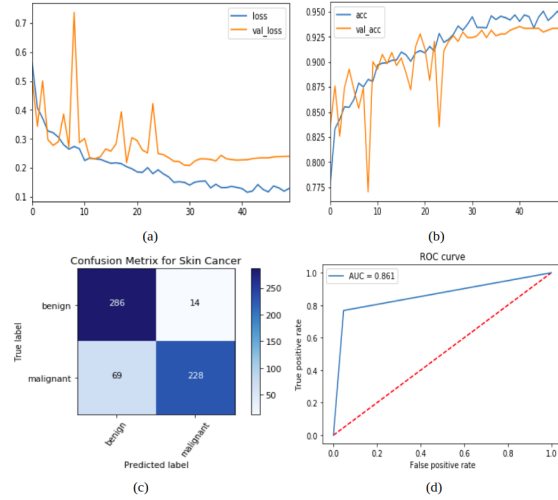 loss
val_loss
0.7
0.6
0.5
0.4
0.3
0.2
0.1
0 10 20 30 40
(a)
acc
val_acc
0.950
0.925
0.900
0.875
0.850
0.825
0.800
0.775
0 10 20 30 40
(b)
Confusion Metrix for Skin Cancer
True label
benign 286 14
malignant 69 228
benign malignant
Predicted label
250
200
150
100
50
(c)
ROC curve
AUC = 0.861
True positive rate
1.0
0.8
0.6
0.4
0.2
0.0
0.0 0.2 0.4 0.6 0.8 1.0
False positive rate
(d)